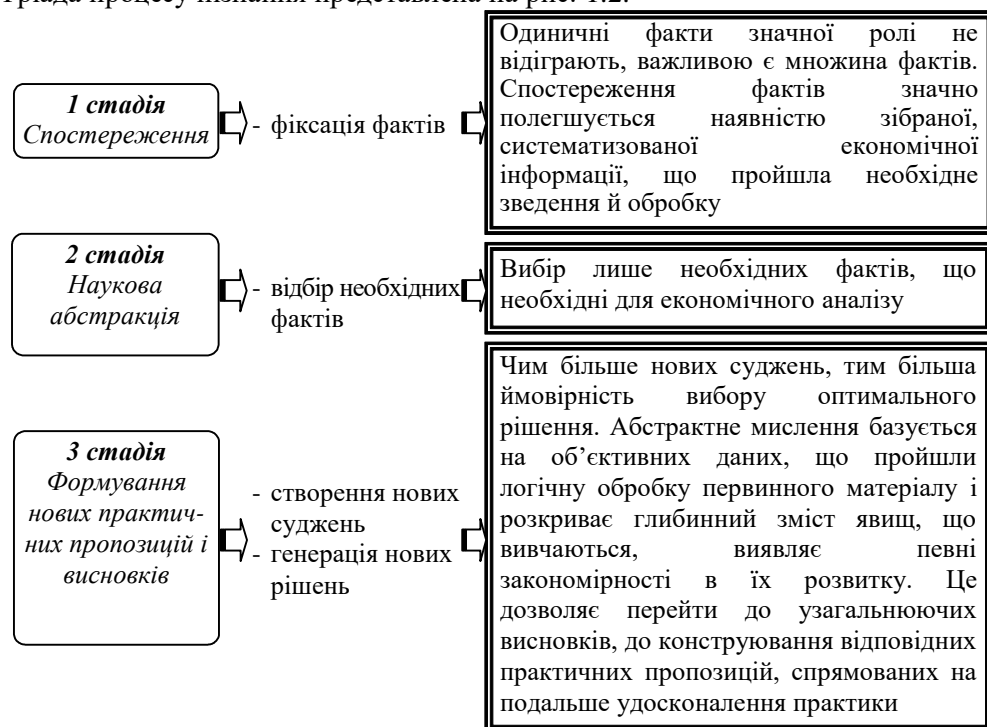 Тріада процесу пізнання представлена на рис. 1.2.
1 стадія
Спостереження
- фіксація фактів
Одиничні факти значної ролі не
відіграють, важливою є множина фактів.
Спостереження фактів значно
полегшується наявністю зібраної,
систематизованої економічної
інформації, що пройшла необхідне
зведення й обробку
2 стадія
Наукова
абстракція
- відбір необхідних
фактів
Вибір лише необхідних фактів, що
необхідні для економічного аналізу
3 стадія
Формування
нових практич-
них пропозицій і
висновків
- створення нових
суджень
- генерація нових
рішень
Чим більше нових суджень, тим більша
ймовірність вибору оптимального
рішення. Абстрактне мислення базується
на об’єктивних даних, що пройшли
логічну обробку первинного матеріалу і
розкриває глибинний зміст явищ, що
вивчаються, виявляє певні
закономірності в їх розвитку. Це
дозволяє перейти до узагальнюючих
висновків, до конструювання відповідних
практичних пропозицій, спрямованих на
подальше удосконалення практики